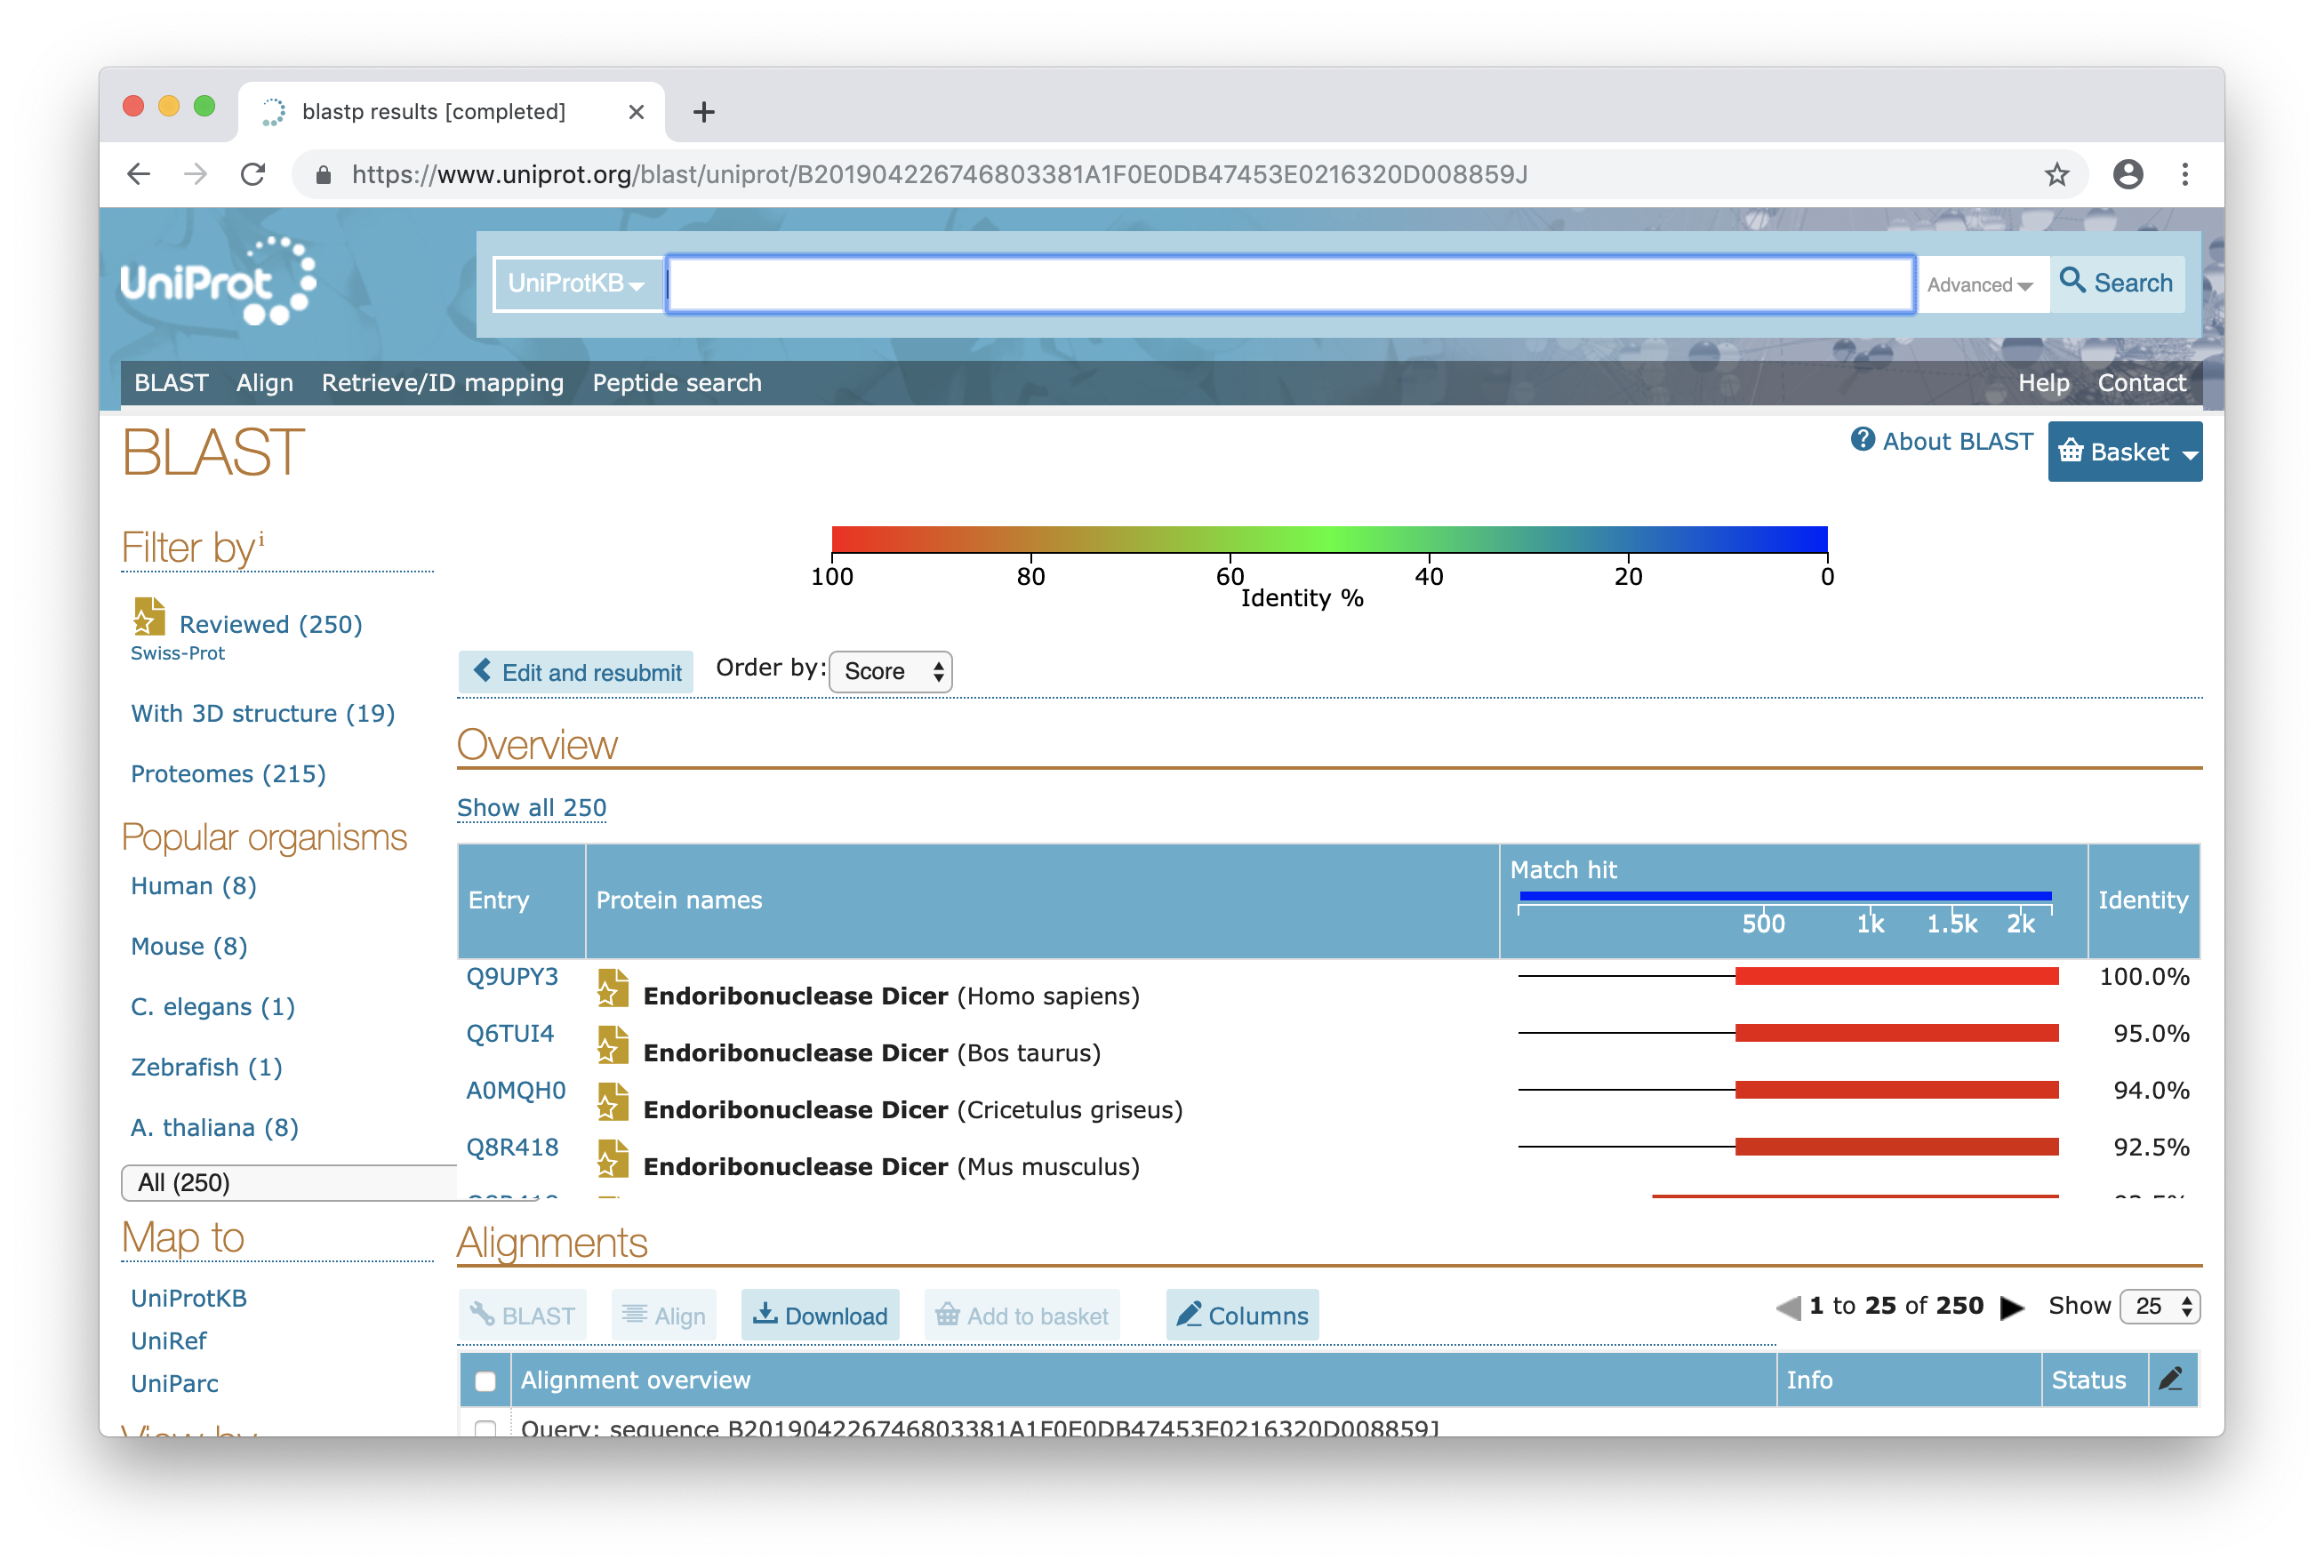 blastp results [completed]
https://www.uniprot.org/blast/uniprot/B201904226746803381A1F0E0DB47453E0216320D008859J
UniProt
UniProtKB
Advanced
Search
BLAST Align Retrieve/ID mapping Peptide search
Help Contact
BLAST
About BLAST
Basket
Filter by i
100 80 60 40 20 0
Identity %
Reviewed (250)
Swiss-Prot
Edit and resubmit
Order by: Score
With 3D structure (19)
Overview
Proteomes (215)
Show all 250
Popular organisms
Human (8)
Mouse (8)
C. elegans (1)
Zebrafish (1)
A. thaliana (8)
All (250)
Entry Protein names Match hit Identity
500 1k 1.5k 2k
Q9UPY3 Endoribonuclease Dicer (Homo sapiens) 100.0%
Q6TUI4 Endoribonuclease Dicer (Bos taurus) 95.0%
A0MQH0 Endoribonuclease Dicer (Cricetulus griseus) 94.0%
Q8R418 Endoribonuclease Dicer (Mus musculus) 92.5%
Map to
UniProtKB
UniRef
UniParc
View by
Alignments
BLAST Align Download Add to basket Columns
1 to 25 of 250 Show 25
Alignment overview Info Status
Query: sequence B201904226746803381A1F0E0DB47453E0216320D008859J